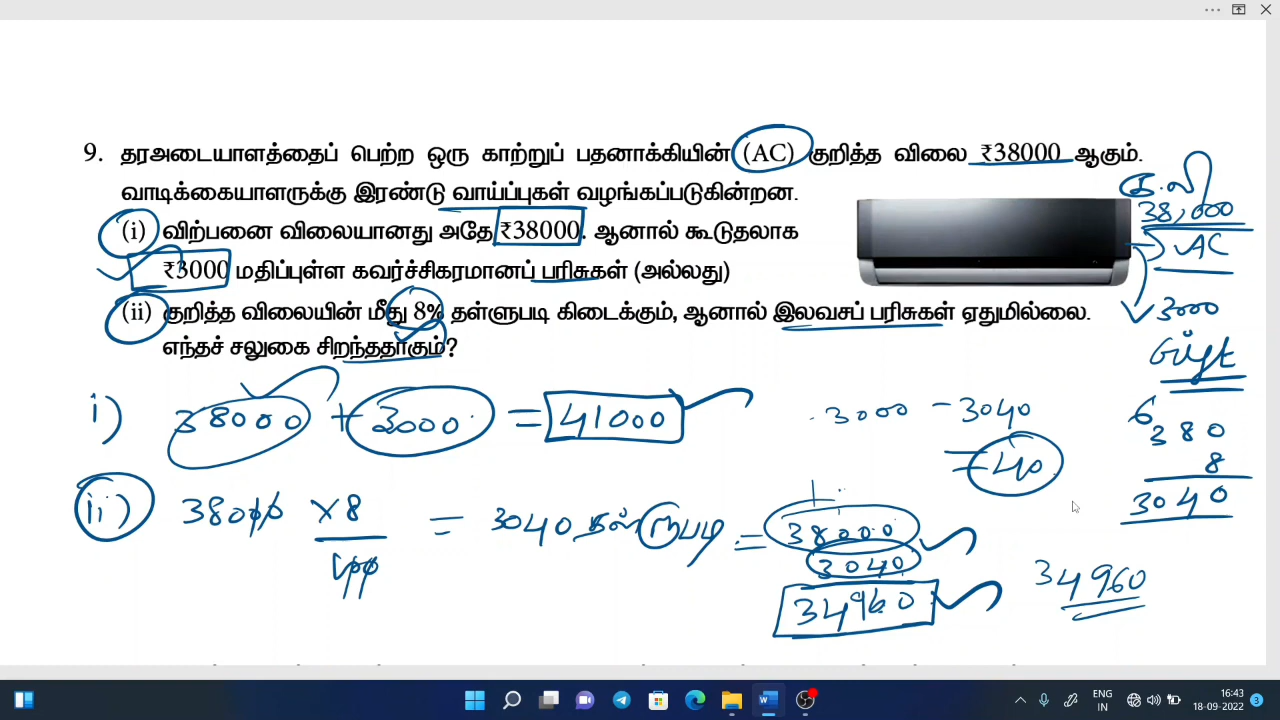 9. தரஅடையாளத்தைப் பெற்ற ஒரு காற்றுப் பதனாக்கியின் (AC) குறித்த விலை ₹38000 ஆகும்.
வாடிக்கையாளருக்கு இரண்டு வாய்ப்புகள் வழங்கப்படுகின்றன.
(i) விற்பனை விலையானது அதே ₹38000. ஆனால் கூடுதலாக
₹3000 மதிப்புள்ள கவர்ச்சிகரமானப் பரிசுகள் (அல்லது)
(ii) குறித்த விலையின் மீது 8% தள்ளுபடி கிடைக்கும், ஆனால் இலவசப் பரிசுகள் ஏதுமில்லை.
எந்தச் சலுகை சிறந்ததாகும்?
கு.வி
38,000
AC
3000
i) 38000 + 3000 = 41000
3000 - 3040
= 40
380
8
3040
6
ii) 38000 × 8
100
= 3040 தள்ளுபடி =
38000
3040
34960
34960
ENG
IN
16:43
18-09-2022
3